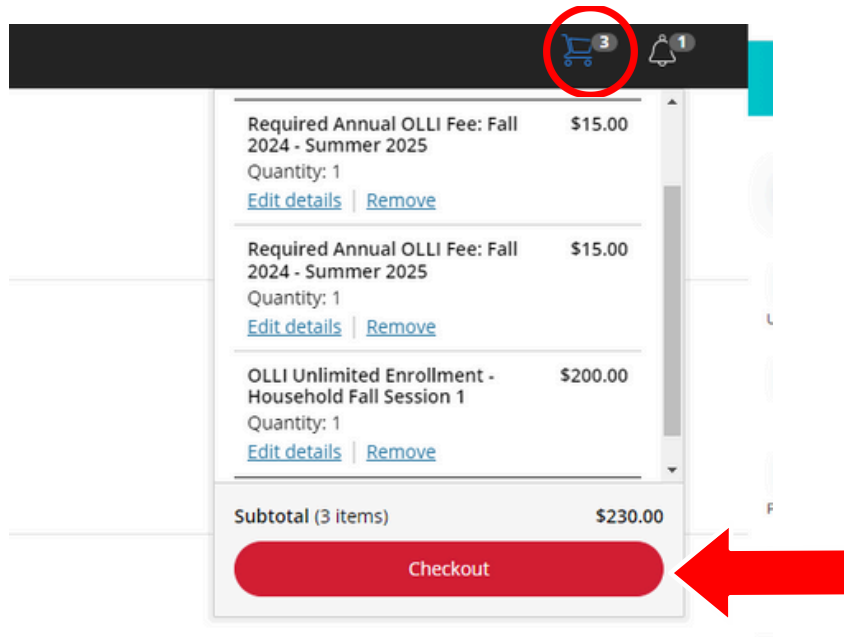 3
1
Required Annual OLLI Fee: Fall $15.00
2024 - Summer 2025
Quantity: 1
Edit details | Remove
Required Annual OLLI Fee: Fall $15.00
2024 - Summer 2025
Quantity: 1
Edit details | Remove
OLLI Unlimited Enrollment - $200.00
Household Fall Session 1
Quantity: 1
Edit details | Remove
Subtotal (3 items) $230.00
Checkout